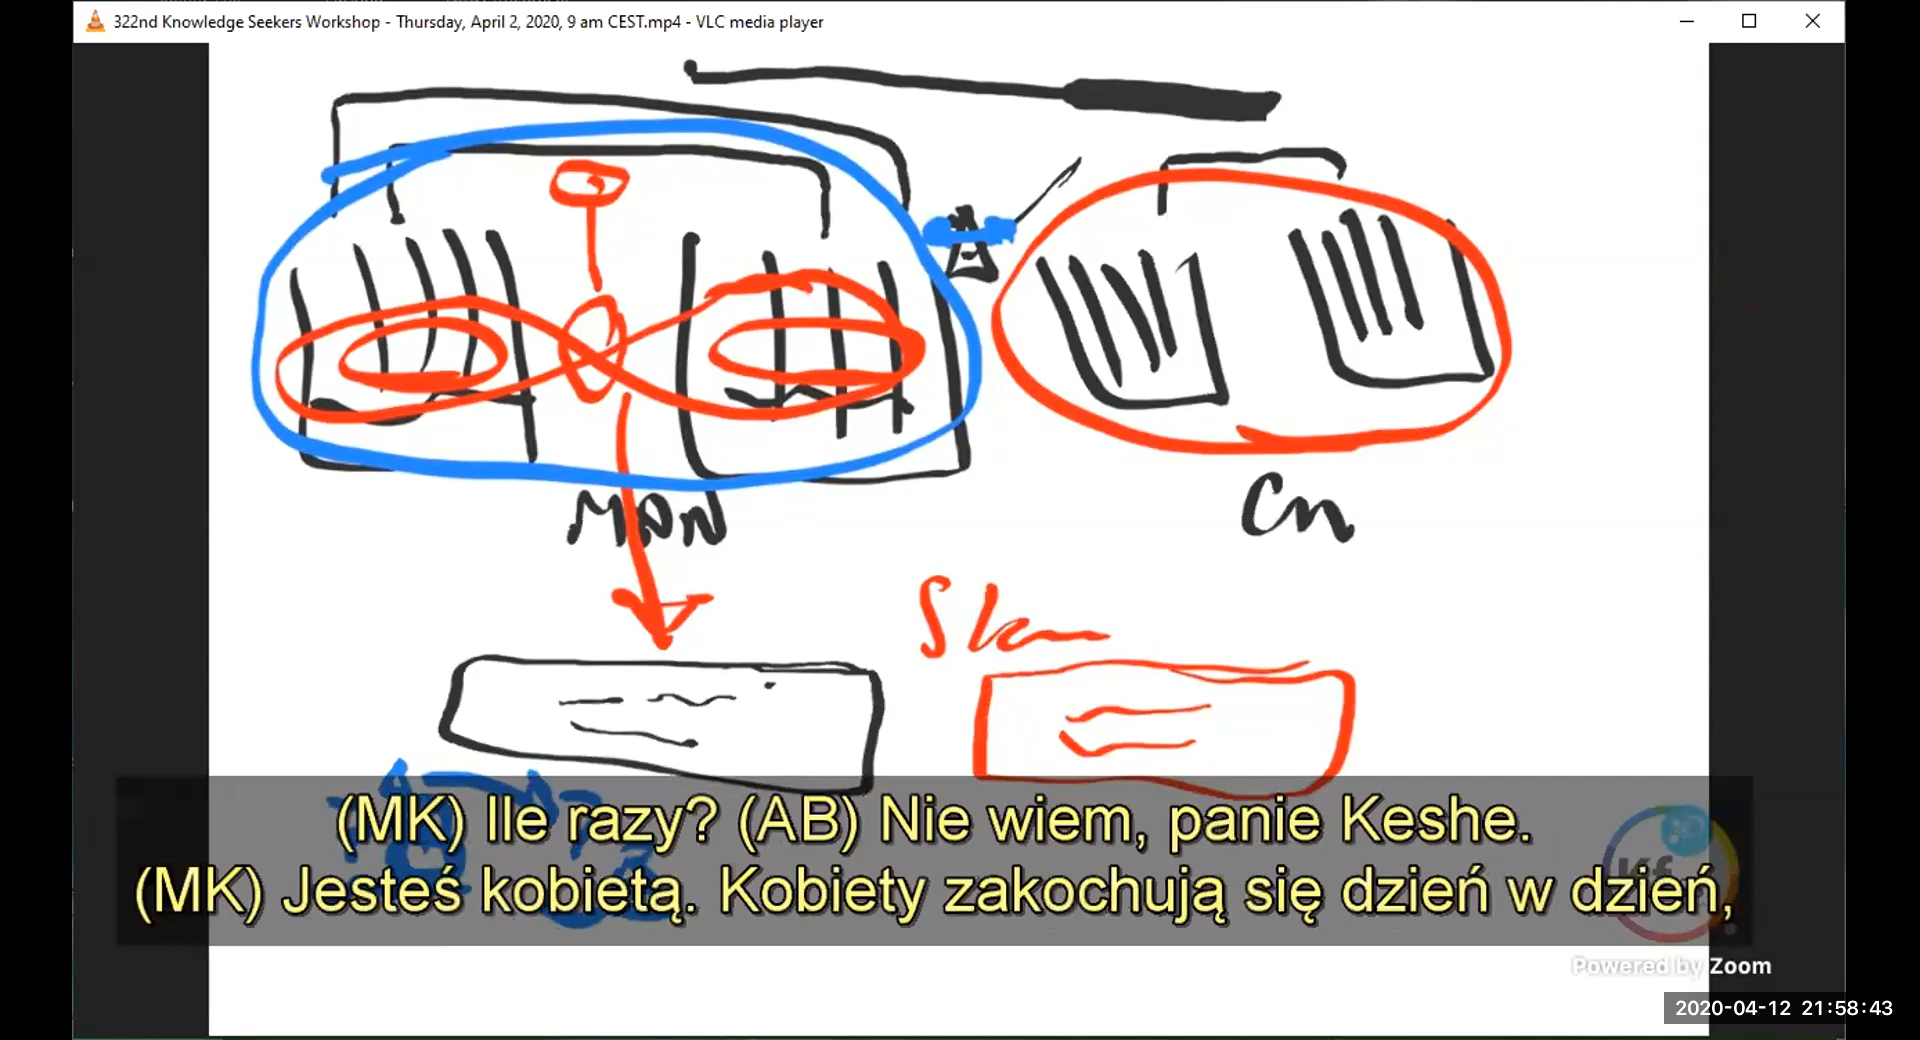 322nd Knowledge Seekers Workshop - Thursday, April 2, 2020, 9 am CEST.mp4 - VLC media player
MAN
Cn
(MK) Ile razy? (AB) Nie wiem, panie Keshe.
(MK) Jesteś kobietą. Kobiety zakochują się dzień w dzień,
Kf
Powered by Zoom
2020-04-12 21:58:43